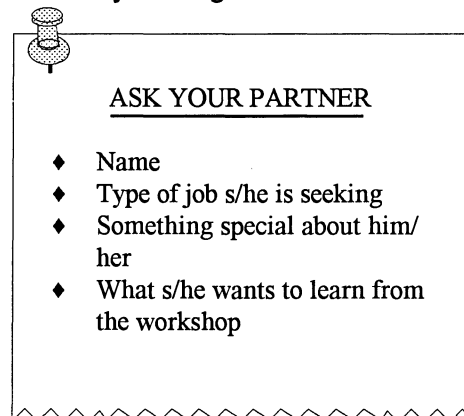 ASK YOUR PARTNER
♦ Name
♦ Type of job s/he is seeking
♦ Something special about him/
her
♦ What s/he wants to learn from
the workshop